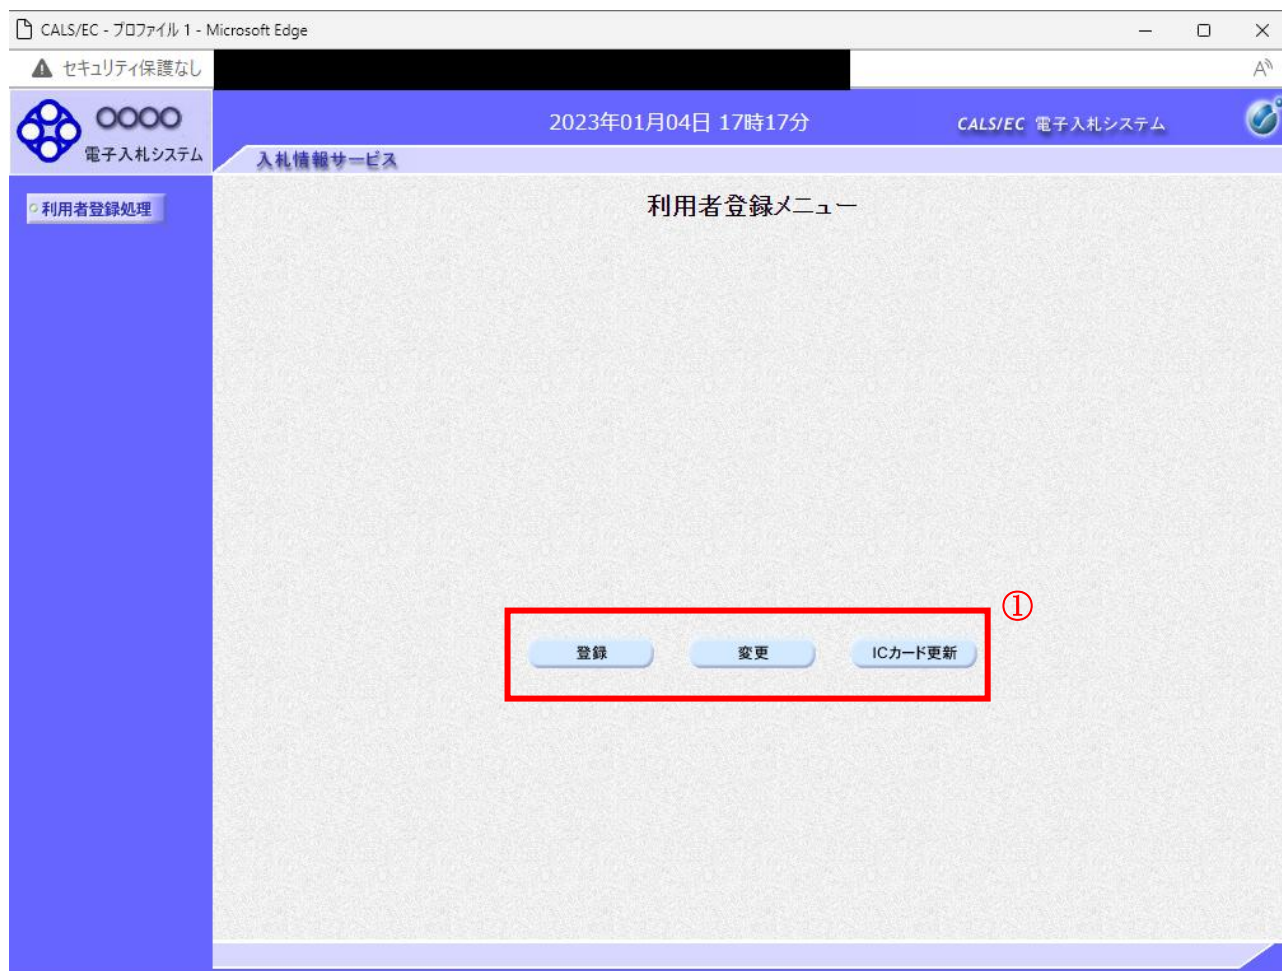 CALS/EC - プロファイル 1 - Microsoft Edge
セキュリティ保護なし
○○○○
電子入札システム
2023年01月04日 17時17分
CALS/EC 電子入札システム
入札情報サービス
利用者登録処理
利用者登録メニュー
①
登録 変更 ICカード更新